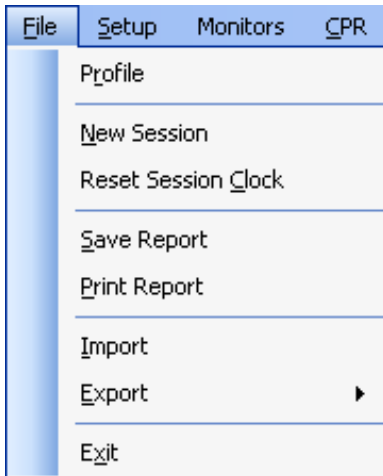 File Setup Monitors CPR
Profile
New Session
Reset Session Clock
Save Report
Print Report
Import
Export
Exit